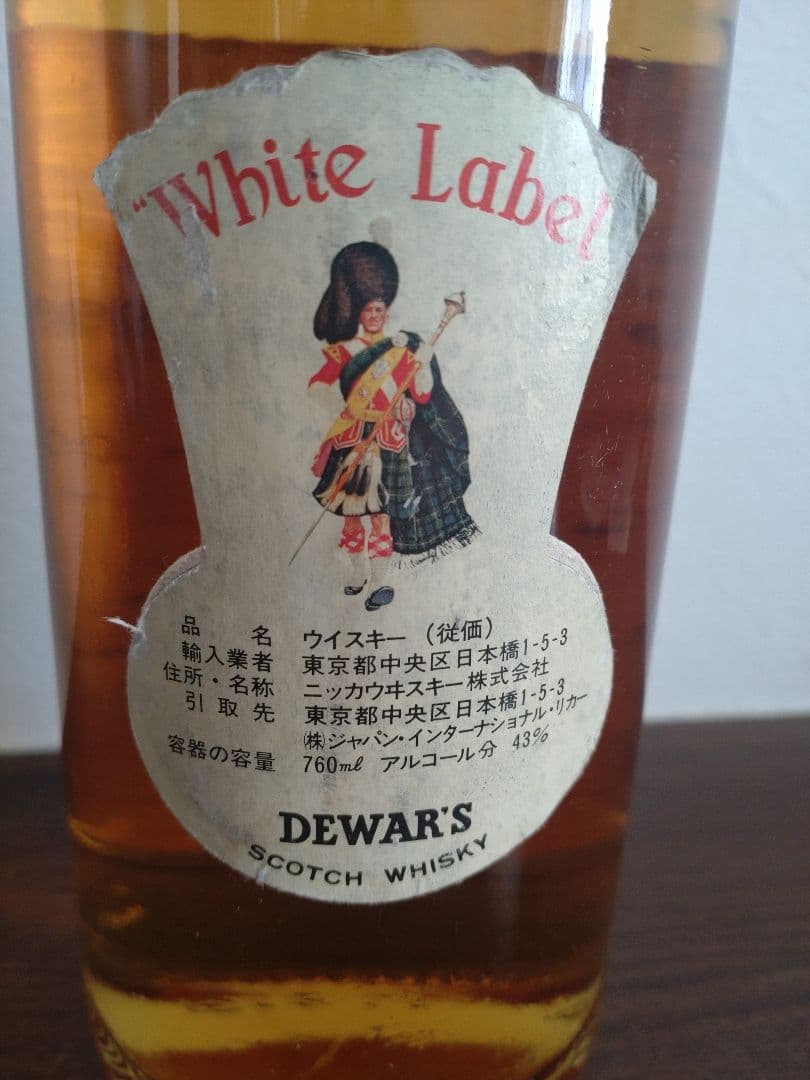 "White Label
品名 ウイスキー（従価）
輸入業者 東京都中央区日本橋1-5-3
住所・名称 ニッカウヰスキー株式会社
引取先 東京都中央区日本橋1-5-3
㈱ジャパン・インターナショナル・リカー
容器の容量 760ml アルコール分 43%
DEWAR'S
SCOTCH WHISKY